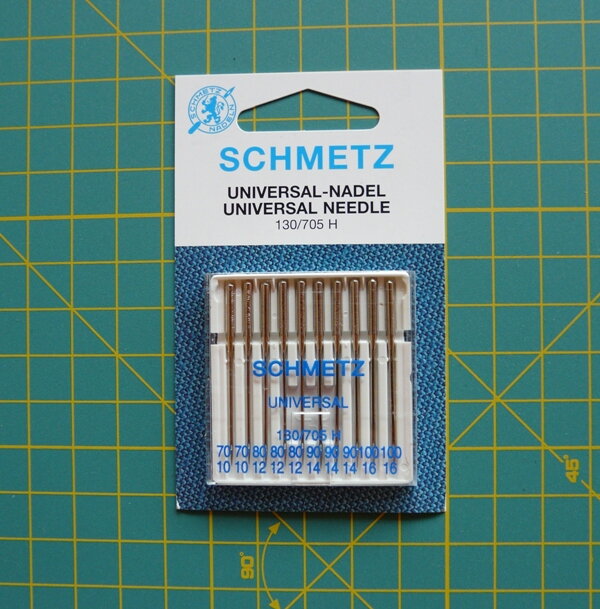 SCHMETZ
NADELN
SCHMETZ
UNIVERSAL-NADEL
UNIVERSAL NEEDLE
130/705 H
SCHMETZ
UNIVERSAL
130/705 H
70 70 80 80 80 90 90 90 100 100
10 10 12 12 12 14 14 14 16 16
45°
90°